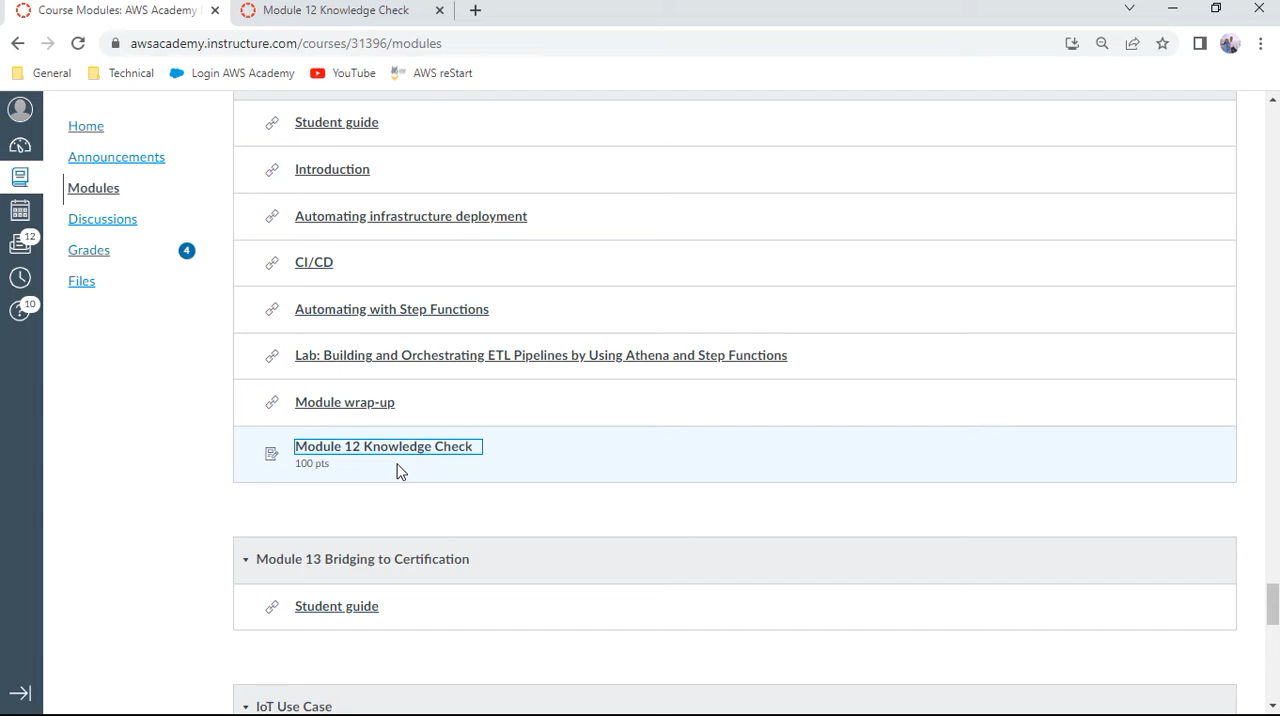 Course Modules: AWS Academy
Module 12 Knowledge Check
awsacademy.instructure.com/courses/31396/modules
General
Technical
Login AWS Academy
YouTube
AWS reStart
Home
Announcements
Modules
Discussions
Grades
4
Files
12
10
Student guide
Introduction
Automating infrastructure deployment
CI/CD
Automating with Step Functions
Lab: Building and Orchestrating ETL Pipelines by Using Athena and Step Functions
Module wrap-up
Module 12 Knowledge Check
100 pts
Module 13 Bridging to Certification
Student guide
IoT Use Case